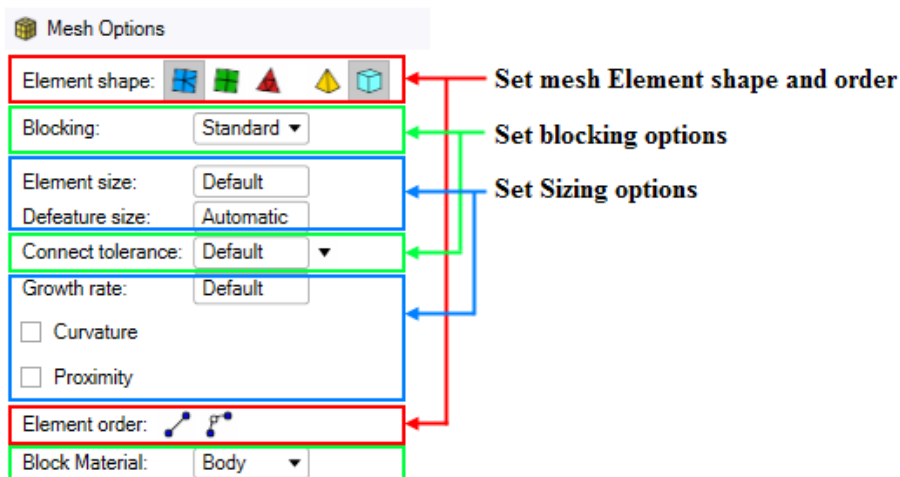 Mesh Options
Element shape: Set mesh Element shape and order
Blocking: Standard Set blocking options
Element size: Default Set Sizing options
Defeature size: Automatic
Connect tolerance: Default
Growth rate: Default
Curvature
Proximity
Element order:
Block Material: Body